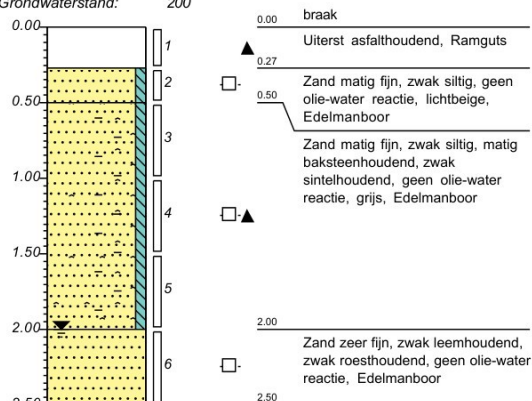 Grondwaterstand: 200
braak
0.00
0.00
Uiterst asfalthoudend, Ramguts
1
0.27
2
Zand matig fijn, zwak siltig, geen
olie-water reactie, lichtbeige,
Edelmanboor
0.50
0.50
Zand matig fijn, zwak siltig, matig
baksteenhoudend, zwak
sintelhoudend, geen olie-water
reactie, grijs, Edelmanboor
3
1.00
4
1.50
5
2.00
2.00
Zand zeer fijn, zwak leemhoudend,
zwak roesthoudend, geen olie-water
reactie, Edelmanboor
6
2.50
2.50